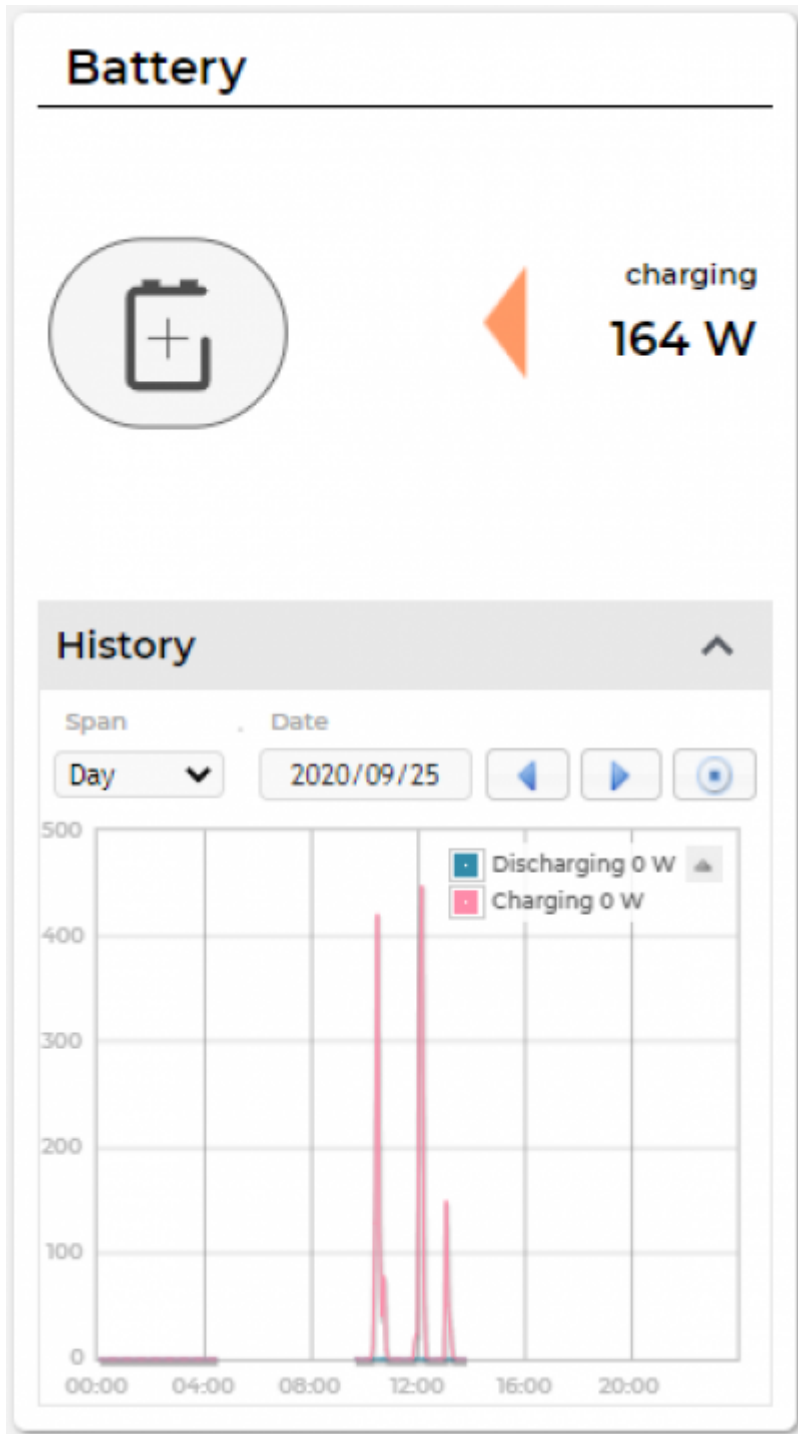 Battery
charging
164 W
History
Span . Date
Day 2020/09/25
500
Discharging 0 W
Charging 0 W
400
300
200
100
0
00:00 04:00 08:00 12:00 16:00 20:00